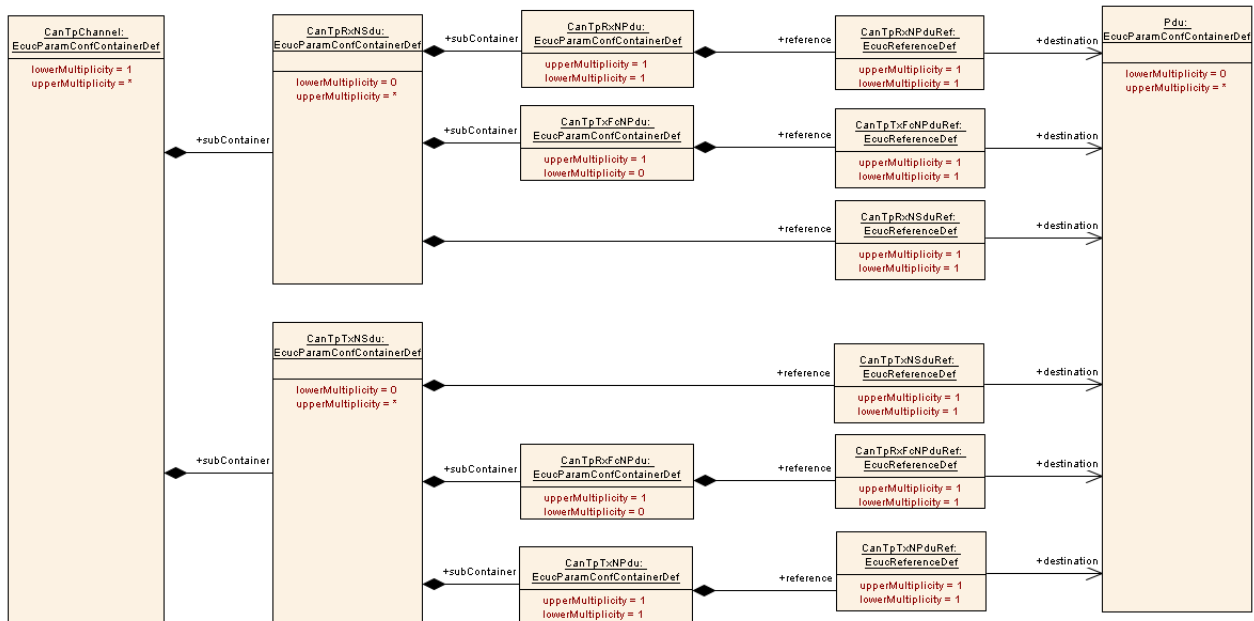 CanTpChannel:
EcucParamConfContainerDef
lowerMultiplicity = 1
upperMultiplicity = *
+subContainer
+subContainer
CanTpRxNSdu:
EcucParamConfContainerDef
lowerMultiplicity = 0
upperMultiplicity = *
+subContainer
CanTpRxNPdu:
EcucParamConfContainerDef
upperMultiplicity = 1
lowerMultiplicity = 1
+reference
CanTpRxNPduRef:
EcucReferenceDef
upperMultiplicity = 1
lowerMultiplicity = 1
+destination
+subContainer
CanTpTxFcNPdu:
EcucParamConfContainerDef
upperMultiplicity = 1
lowerMultiplicity = 0
+reference
CanTpTxFcNPduRef:
EcucReferenceDef
upperMultiplicity = 1
lowerMultiplicity = 1
+destination
+reference
CanTpRxNSduRef:
EcucReferenceDef
upperMultiplicity = 1
lowerMultiplicity = 1
+destination
CanTpTxNSdu:
EcucParamConfContainerDef
lowerMultiplicity = 0
upperMultiplicity = *
+reference
CanTpTxNSduRef:
EcucReferenceDef
upperMultiplicity = 1
lowerMultiplicity = 1
+destination
+subContainer
CanTpRxFcNPdu:
EcucParamConfContainerDef
upperMultiplicity = 1
lowerMultiplicity = 0
+reference
CanTpRxFcNPduRef:
EcucReferenceDef
upperMultiplicity = 1
lowerMultiplicity = 1
+destination
+subContainer
CanTpTxNPdu:
EcucParamConfContainerDef
upperMultiplicity = 1
lowerMultiplicity = 1
+reference
CanTpTxNPduRef:
EcucReferenceDef
upperMultiplicity = 1
lowerMultiplicity = 1
+destination
Pdu:
EcucParamConfContainerDef
lowerMultiplicity = 0
upperMultiplicity = *